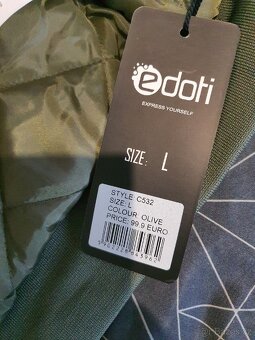 edoti
EXPRESS YOURSELF
SIZE: L
STYLE C532
SIZE: L
COLOUR OLIVE
PRICE: 99.9 EURO